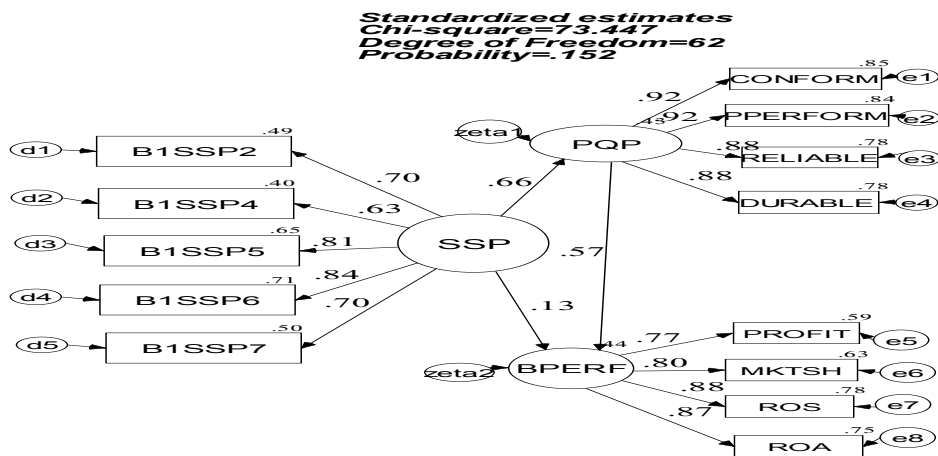 Standardized estimates
Chi-square=73.447
Degree of Freedom=62
Probability=.152
.85
CONFORM
e1
.92
.84
PPERFORM
e2
.92
zeta1
.43
PQP
.78
RELIABLE
e3
.88
.78
DURABLE
e4
.88
.49
d1
B1SSP2
.70
.66
.40
d2
B1SSP4
.63
.65
d3
B1SSP5
.81
SSP
.57
.71
d4
B1SSP6
.84
.13
.50
d5
B1SSP7
.70
.59
PROFIT
e5
.77
.44
zeta2
BPERF
.63
MKTSH
e6
.80
.78
ROS
e7
.88
.75
ROA
e8
.87